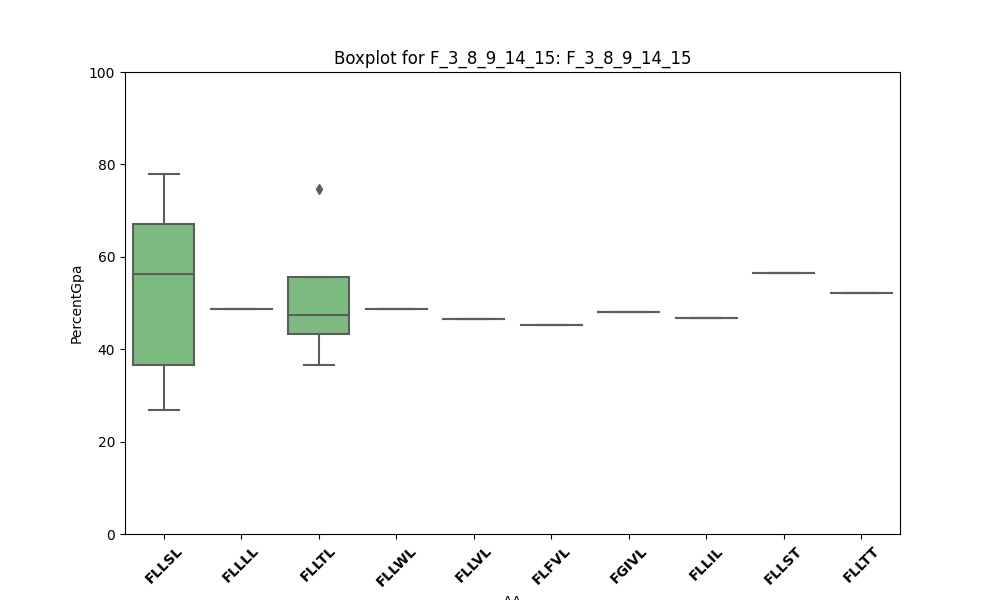 Boxplot for F_3_8_9_14_15: F_3_8_9_14_15
100
80
60
40
20
0
PercentGpa
FLLSL
FLLLL
FLLTL
FLLWL
FLLVL
FLFVL
FGIVL
FLLIL
FLLST
FLLTT
AA